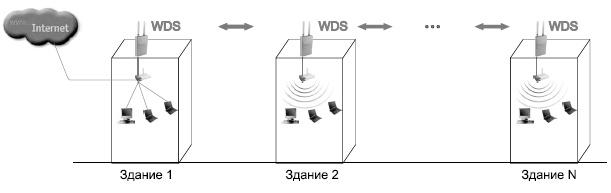 www.
Internet
WDS
WDS
...
WDS
Здание 1
Здание 2
Здание N